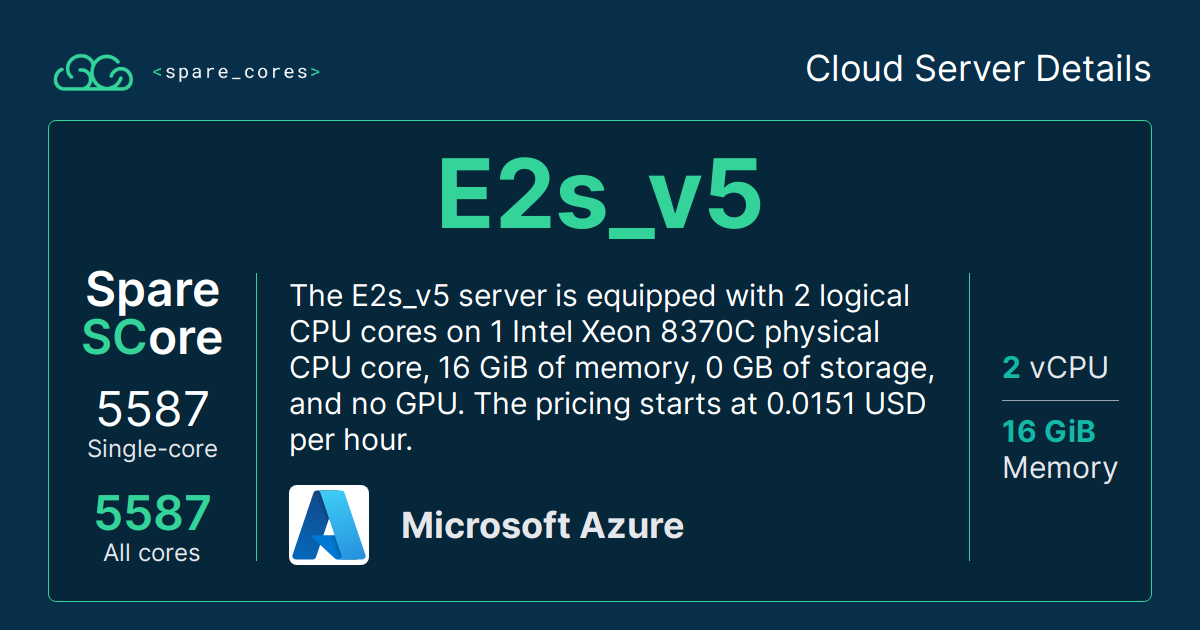 <spare_cores>
Cloud Server Details
E2s_v5
Spare
SCore
5587
Single-core
5587
All cores
The E2s_v5 server is equipped with 2 logical
CPU cores on 1 Intel Xeon 8370C physical
CPU core, 16 GiB of memory, 0 GB of storage,
and no GPU. The pricing starts at 0.0151 USD
per hour.
Microsoft Azure
2 vCPU
16 GiB
Memory